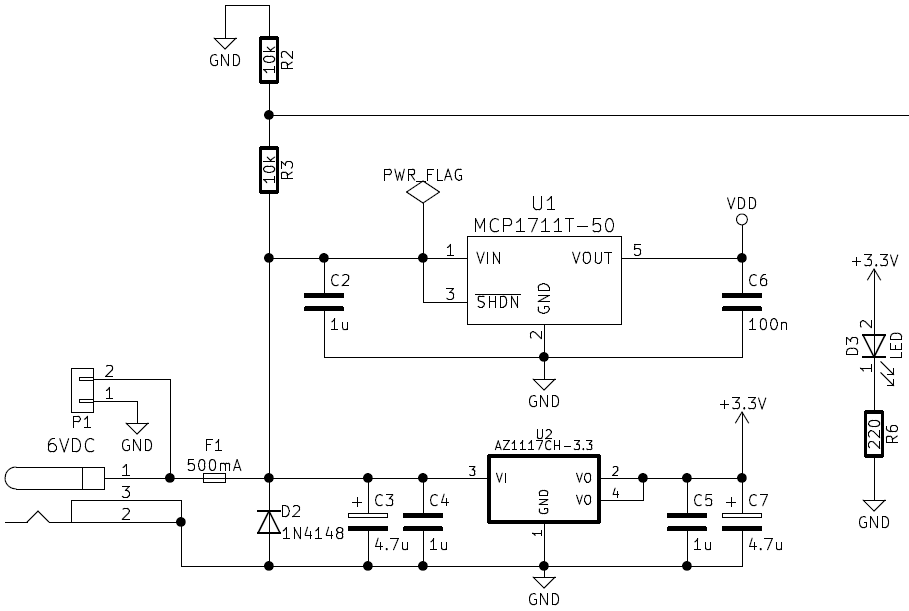 GND
10k
R2
10k
R3
PWR_FLAG
U1
MCP1711T-50
VDD
1
VIN
VOUT
5
3
SHDN
GND
2
C2
1u
C6
100n
GND
+3.3V
2
D3
LED
1
220
R6
GND
2
1
P1
GND
6VDC
1
3
2
F1
500mA
D2
1N4148
+
C3
4.7u
C4
1u
U2
AZ1117CH-3.3
3
VI
VO
2
VO
4
GND
1
GND
+3.3V
C5
1u
+
C7
4.7u